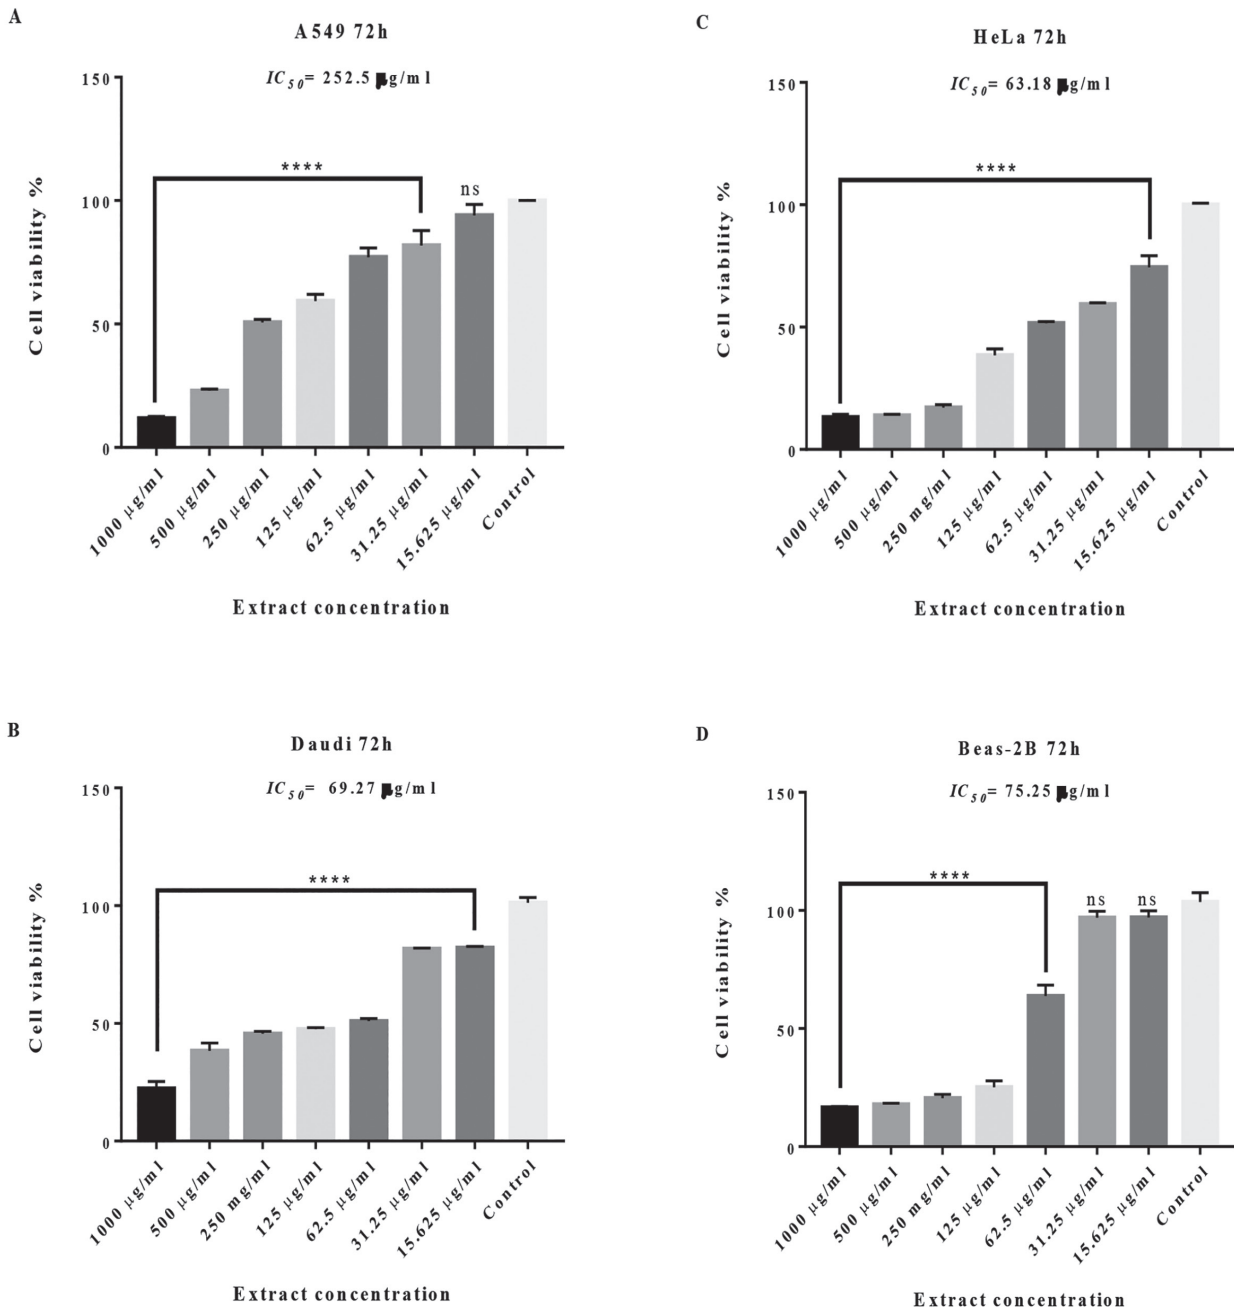 A
A549 72h
IC50= 252.5 μg/ml
150
100
50
0
Cell viability %
****
ns
1000 μg/ml
500 μg/ml
250 μg/ml
125 μg/ml
62.5 μg/ml
31.25 μg/ml
15.625 μg/ml
Control
Extract concentration
C
HeLa 72h
IC50= 63.18 μg/ml
150
100
50
0
Cell viability %
****
1000 μg/ml
500 μg/ml
250 mg/ml
125 μg/ml
62.5 μg/ml
31.25 μg/ml
15.625 μg/ml
Control
Extract concentration
B
Daudi 72h
IC50= 69.27 μg/ml
150
100
50
0
Cell viability %
****
1000 μg/ml
500 μg/ml
250 mg/ml
125 μg/ml
62.5 μg/ml
31.25 μg/ml
15.625 μg/ml
Control
Extract concentration
D
Beas-2B 72h
IC50= 75.25 μg/ml
150
100
50
0
Cell viability %
****
ns
ns
1000 μg/ml
500 μg/ml
250 mg/ml
125 μg/ml
62.5 μg/ml
31.25 μg/ml
15.625 μg/ml
Control
Extract concentration